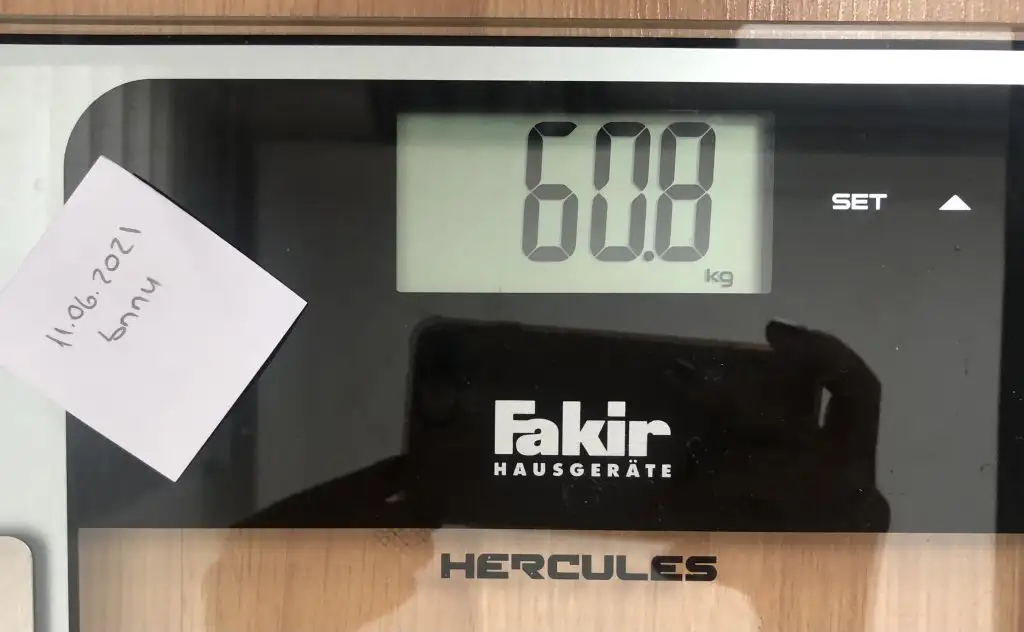 60.8
kg
SET
11.06.2021
bnnu
Fakir
HAUSGERÄTE
HERCULES